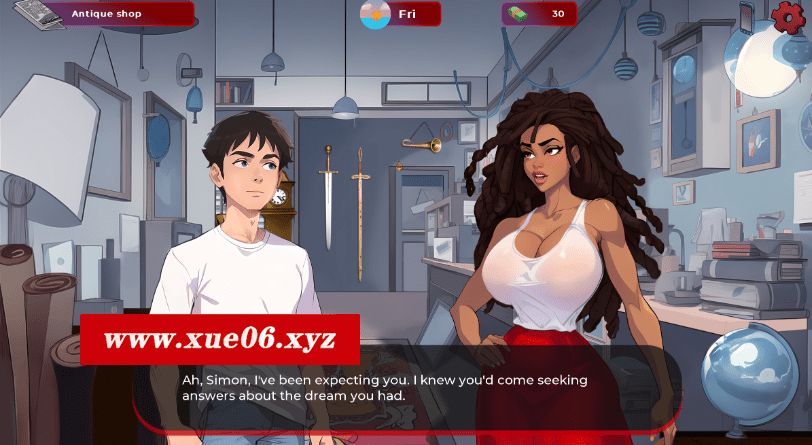 Antique shop
Fri
30
www.xue06.xyz
Ah, Simon, I've been expecting you. I knew you'd come seeking
answers about the dream you had.